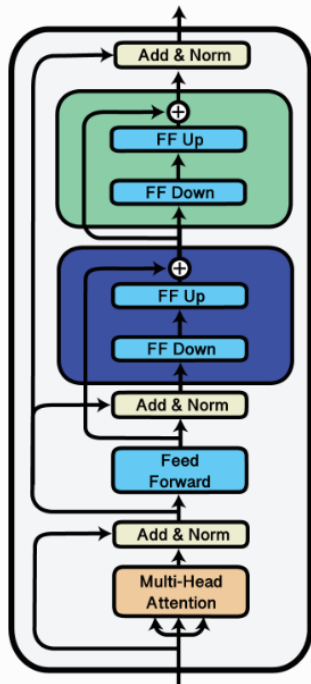 Add & Norm
FF Up
FF Down
FF Up
FF Down
Add & Norm
Feed
Forward
Add & Norm
Multi-Head
Attention